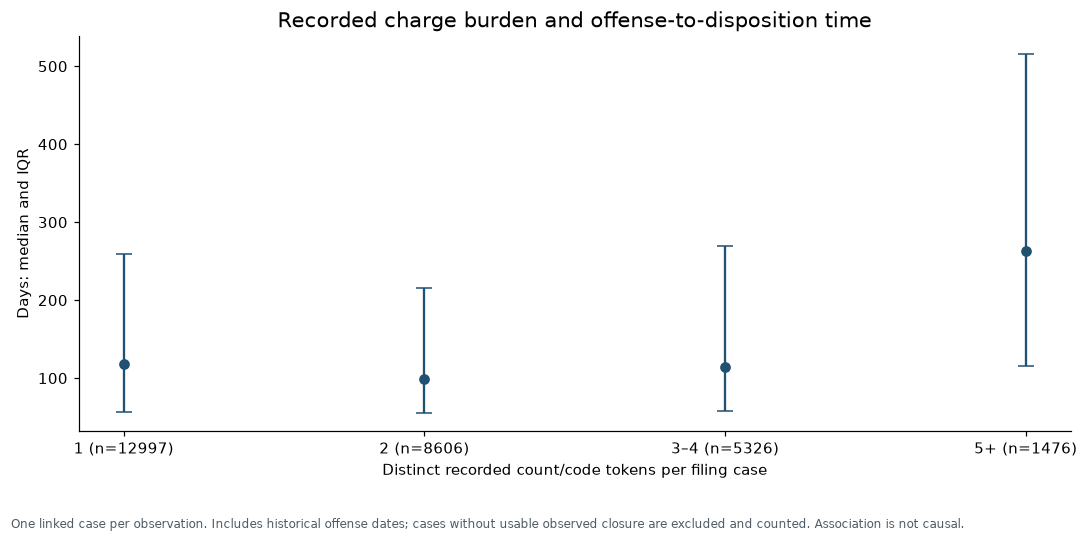 Recorded charge burden and offense-to-disposition time
Days: median and IQR
500
400
300
200
100
1 (n=12997)
2 (n=8606)
3–4 (n=5326)
5+ (n=1476)
Distinct recorded count/code tokens per filing case
One linked case per observation. Includes historical offense dates; cases without usable observed closure are excluded and counted. Association is not causal.